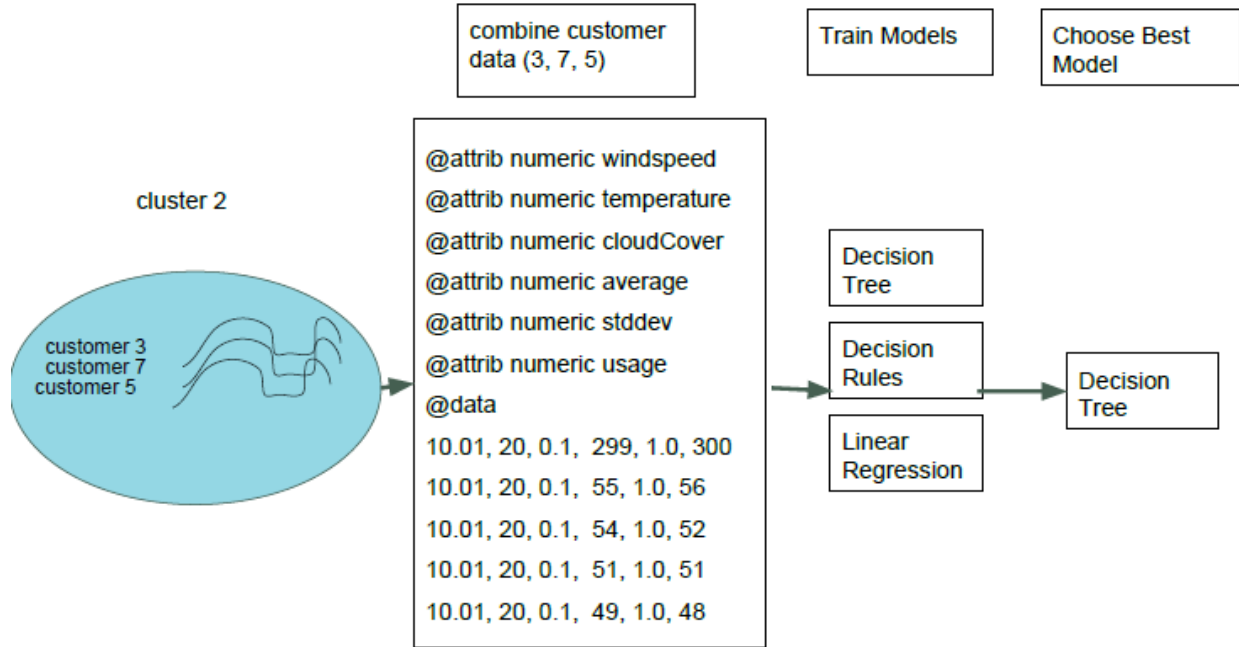 combine customer
data (3, 7, 5)
Train Models
Choose Best
Model
cluster 2
customer 3
customer 7
customer 5
@attrib numeric windspeed
@attrib numeric temperature
@attrib numeric cloudCover
@attrib numeric average
@attrib numeric stddev
@attrib numeric usage
@data
10.01, 20, 0.1,  299, 1.0, 300
10.01, 20, 0.1,  55, 1.0, 56
10.01, 20, 0.1,  54, 1.0, 52
10.01, 20, 0.1,  51, 1.0, 51
10.01, 20, 0.1,  49, 1.0, 48
Decision
Tree
Decision
Rules
Linear
Regression
Decision
Tree